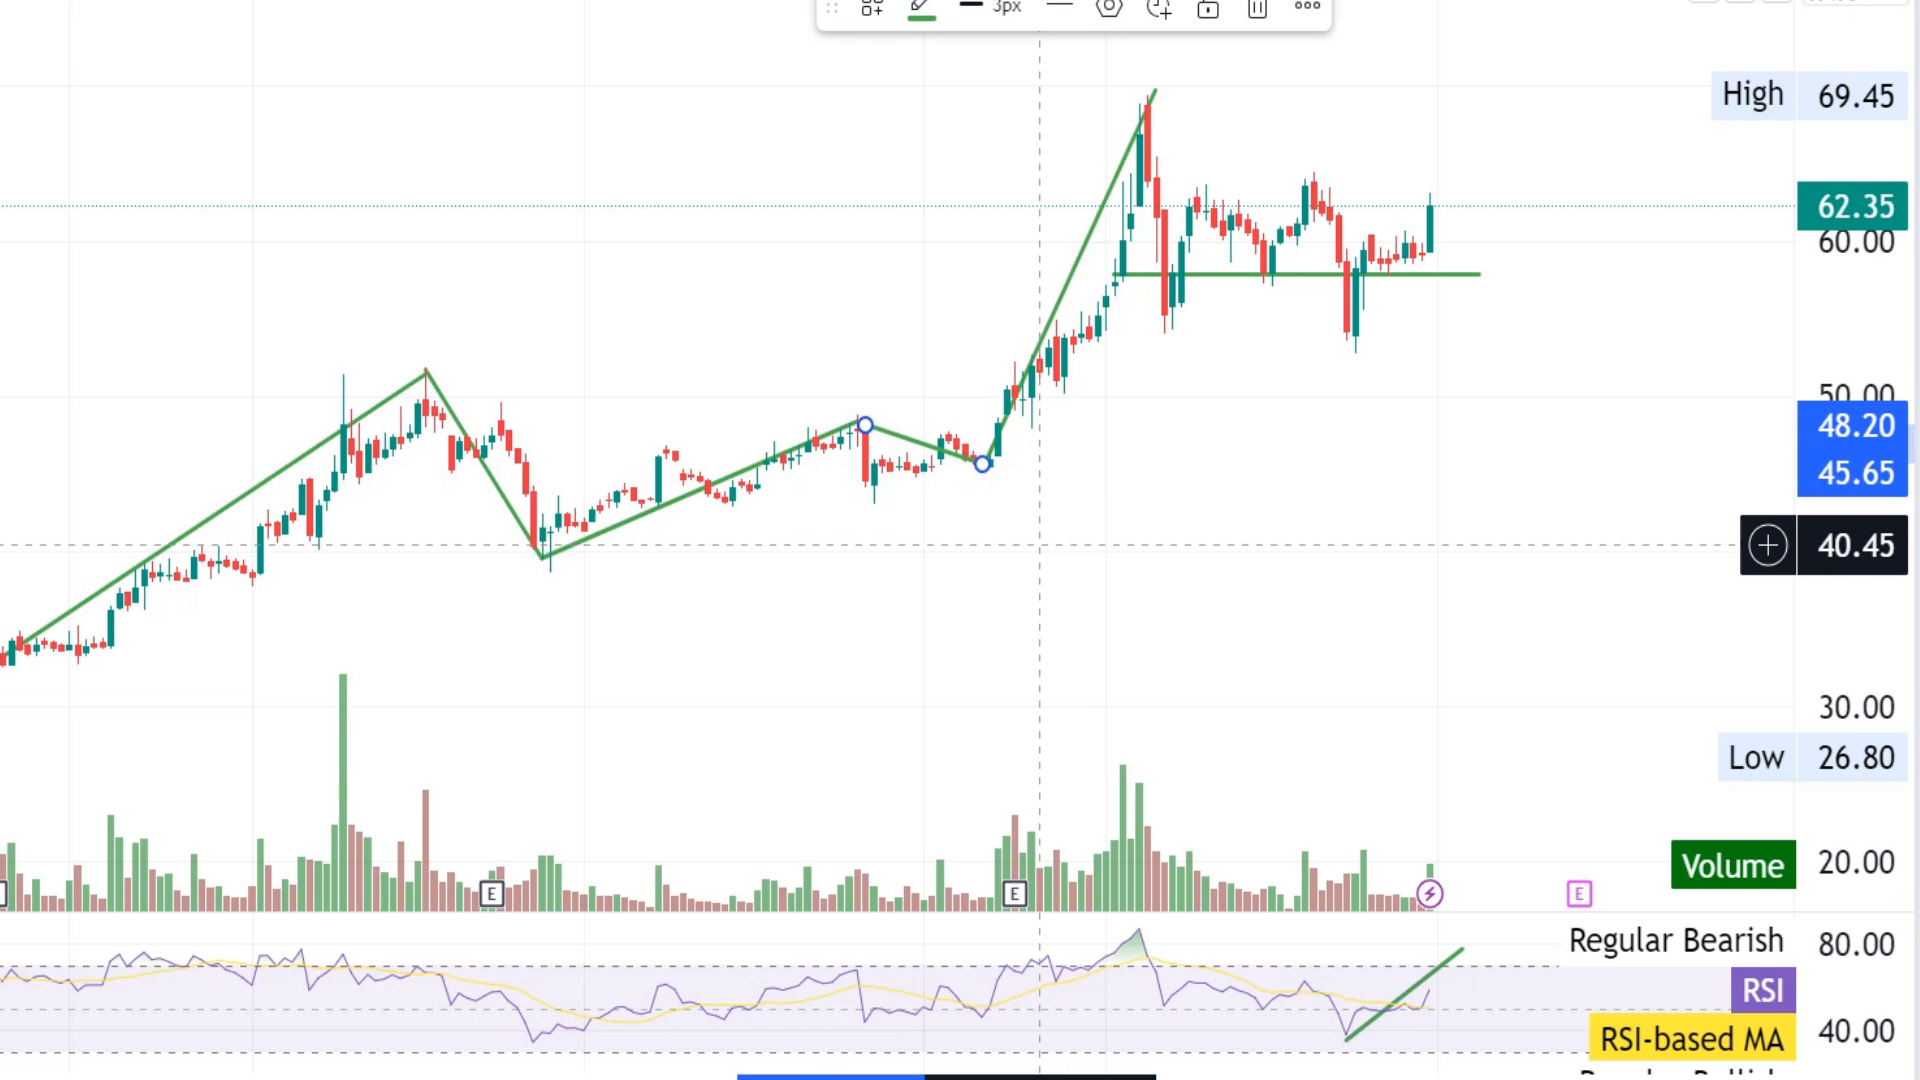 3px
High 69.45
62.35
60.00
50.00
48.20
45.65
40.45
30.00
Low 26.80
Volume 20.00
E E E
Regular Bearish 80.00
RSI
RSI-based MA 40.00